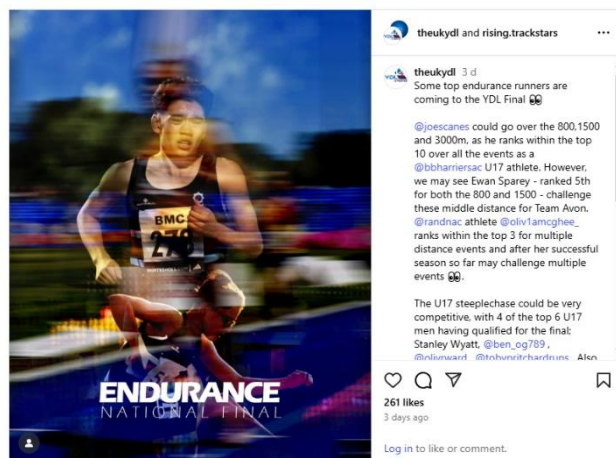 BMC
ENDURANCE
NATIONAL FINAL
theukydl and rising.trackstars
theukydl 3 d
Some top endurance runners are
coming to the YDL Final 👀
@joescanes could go over the 800,1500
and 3000m, as he ranks within the top
10 over all the events as a
@bbharriersac U17 athlete. However,
we may see Ewan Sparey - ranked 5th
for both the 800 and 1500 - challenge
these middle distance for Team Avon.
@randnac athlete @oliv1amcghee_
ranks within the top 3 for multiple
distance events and after her successful
season so far may challenge multiple
events 👀.
The U17 steeplechase could be very
competitive, with 4 of the top 6 U17
men having qualified for the final;
Stanley Wyatt, @ben_og789 ,
@olivpward , @tobypritchardruns . Also
261 likes
3 days ago
Log in to like or comment.